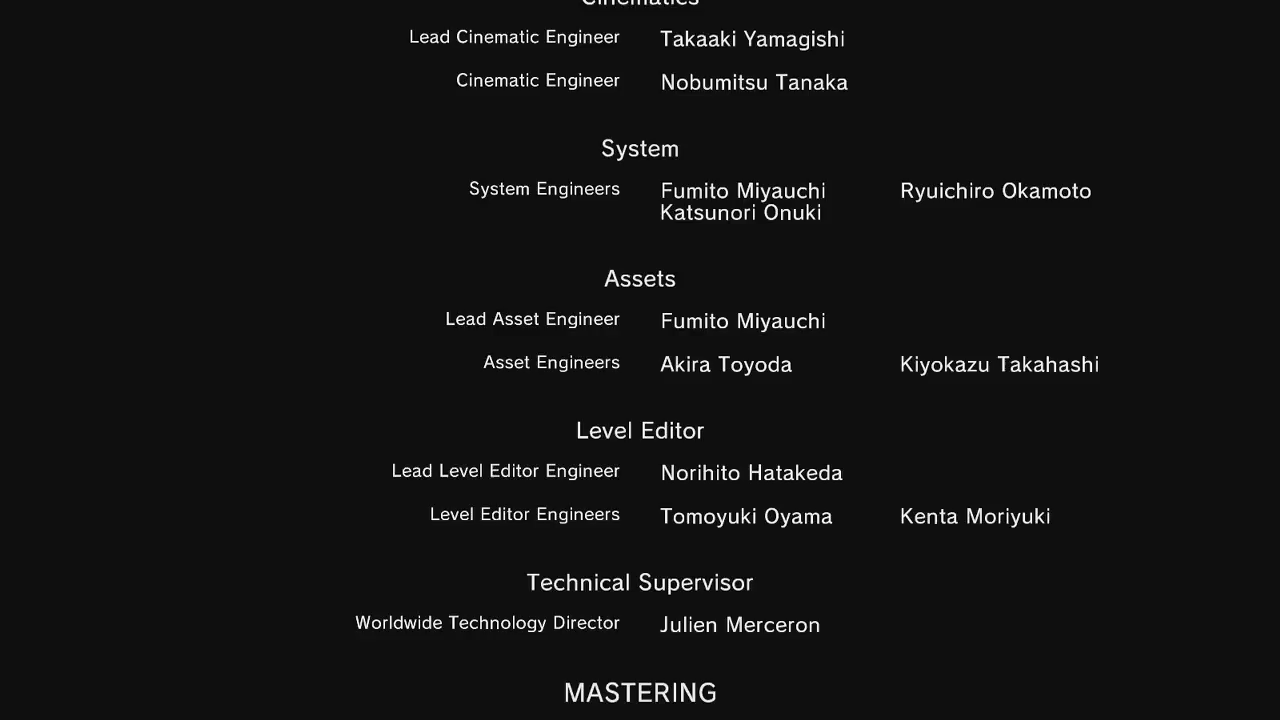 Cinematics
Lead Cinematic Engineer Takaaki Yamagishi
Cinematic Engineer Nobumitsu Tanaka
System
System Engineers Fumito Miyauchi Ryuichiro Okamoto
Katsunori Onuki
Assets
Lead Asset Engineer Fumito Miyauchi
Asset Engineers Akira Toyoda Kiyokazu Takahashi
Level Editor
Lead Level Editor Engineer Norihito Hatakeda
Level Editor Engineers Tomoyuki Oyama Kenta Moriyuki
Technical Supervisor
Worldwide Technology Director Julien Merceron
MASTERING